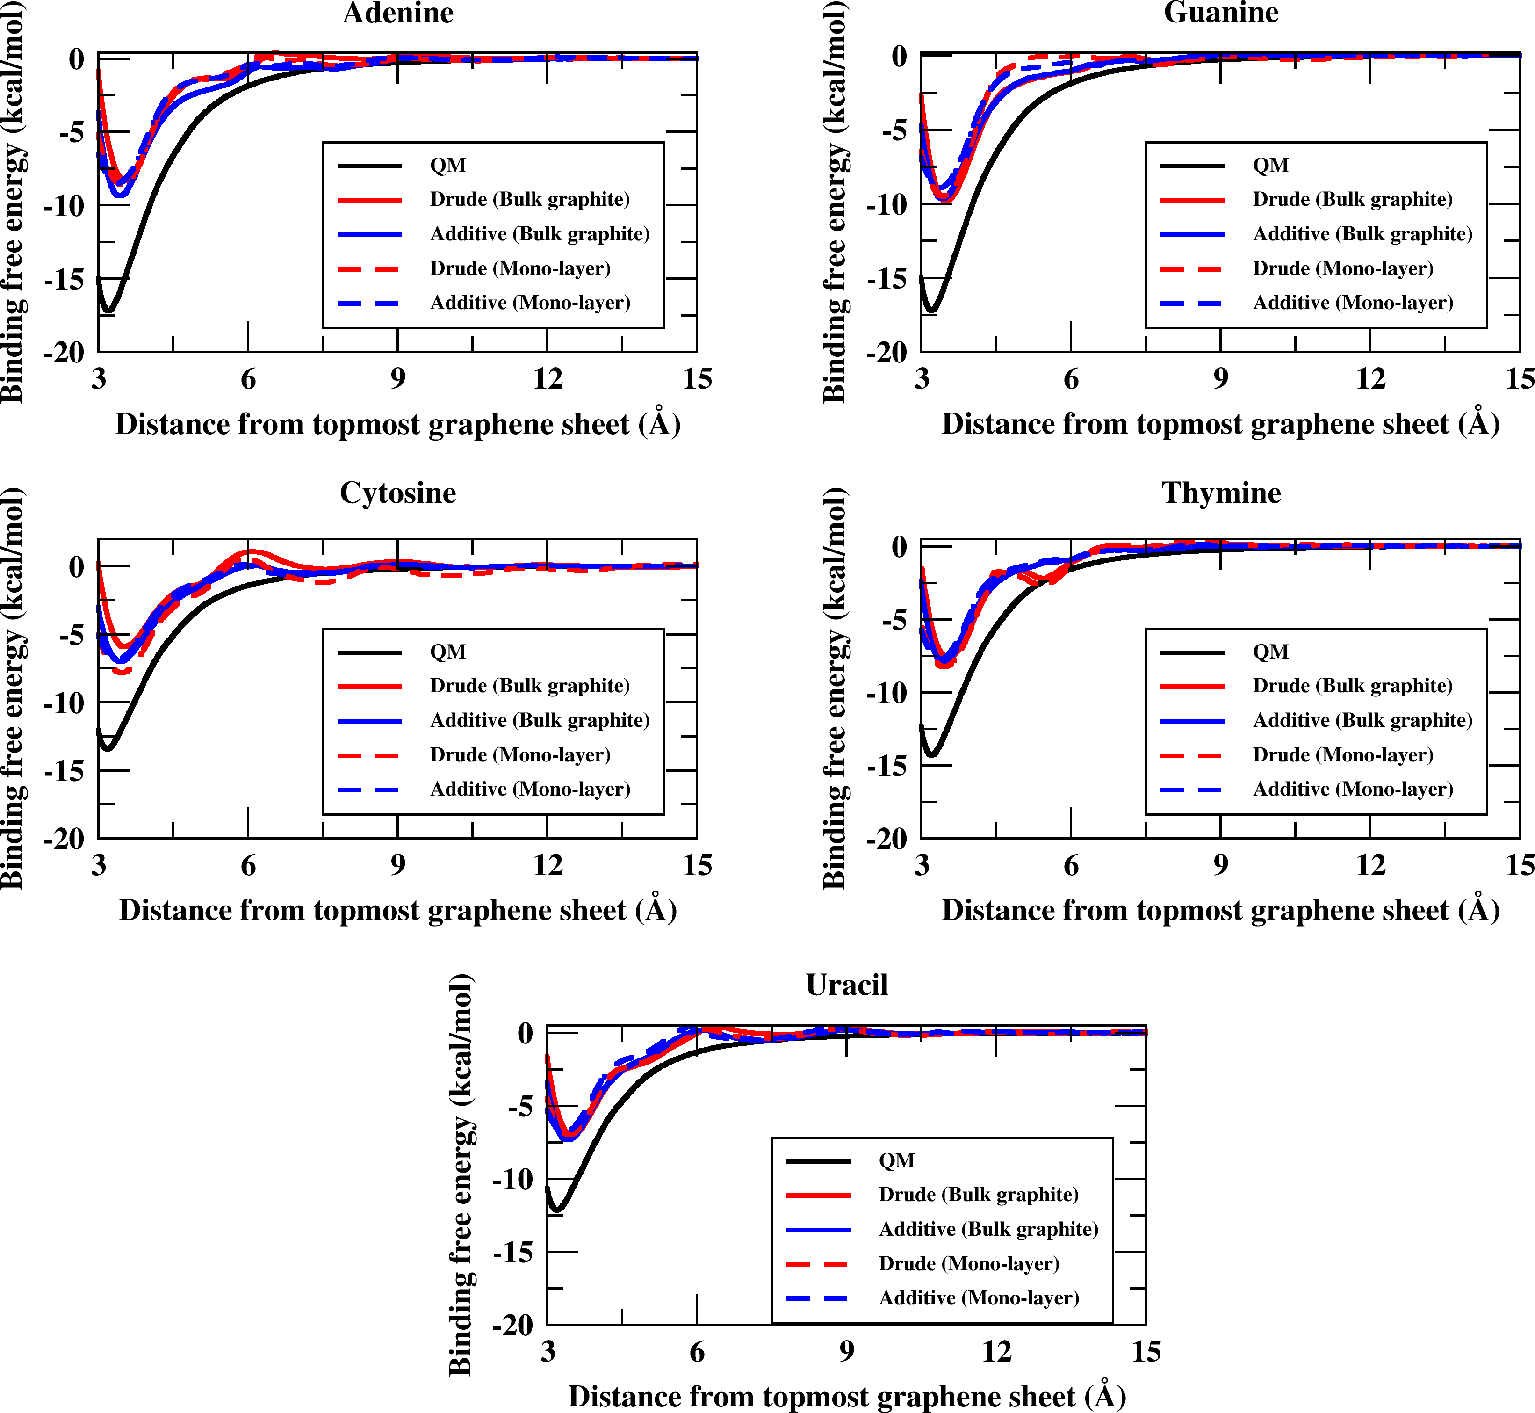 Adenine
Binding free energy (kcal/mol)
0
-5
-10
-15
-20
QM
Drude (Bulk graphite)
Additive (Bulk graphite)
Drude (Mono-layer)
Additive (Mono-layer)
3 6 9 12 15
Distance from topmost graphene sheet (Å)
Guanine
Binding free energy (kcal/mol)
0
-5
-10
-15
-20
QM
Drude (Bulk graphite)
Additive (Bulk graphite)
Drude (Mono-layer)
Additive (Mono-layer)
3 6 9 12 15
Distance from topmost graphene sheet (Å)
Cytosine
Binding free energy (kcal/mol)
0
-5
-10
-15
-20
QM
Drude (Bulk graphite)
Additive (Bulk graphite)
Drude (Mono-layer)
Additive (Mono-layer)
3 6 9 12 15
Distance from topmost graphene sheet (Å)
Thymine
Binding free energy (kcal/mol)
0
-5
-10
-15
-20
QM
Drude (Bulk graphite)
Additive (Bulk graphite)
Drude (Mono-layer)
Additive (Mono-layer)
3 6 9 12 15
Distance from topmost graphene sheet (Å)
Uracil
Binding free energy (kcal/mol)
0
-5
-10
-15
-20
QM
Drude (Bulk graphite)
Additive (Bulk graphite)
Drude (Mono-layer)
Additive (Mono-layer)
3 6 9 12 15
Distance from topmost graphene sheet (Å)